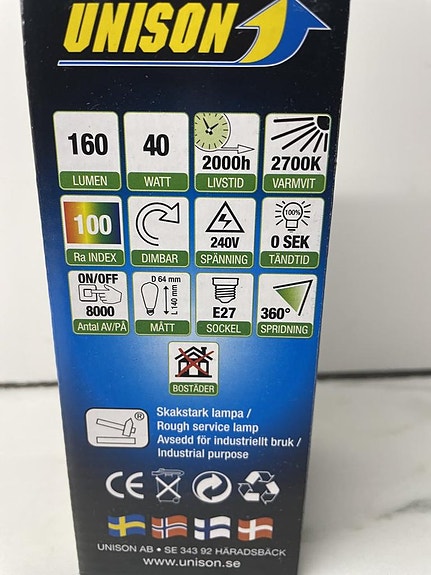 UNISON
160
LUMEN
40
WATT
2000h
LIVSTID
2700K
VARMVIT
100
Ra INDEX
DIMBAR
240V
SPÄNNING
100%
0 SEK
TÄNDTID
ON/OFF
8000
Antal AV/PÅ
D 64 mm
L 140 mm
MÅTT
E27
SOCKEL
360°
SPRIDNING
BOSTÄDER
®
Skakstark lampa /
Rough service lamp
Avsedd för industriellt bruk /
Industrial purpose
CE
UNISON AB • SE 343 92 HÄRADSBÄCK
www.unison.se